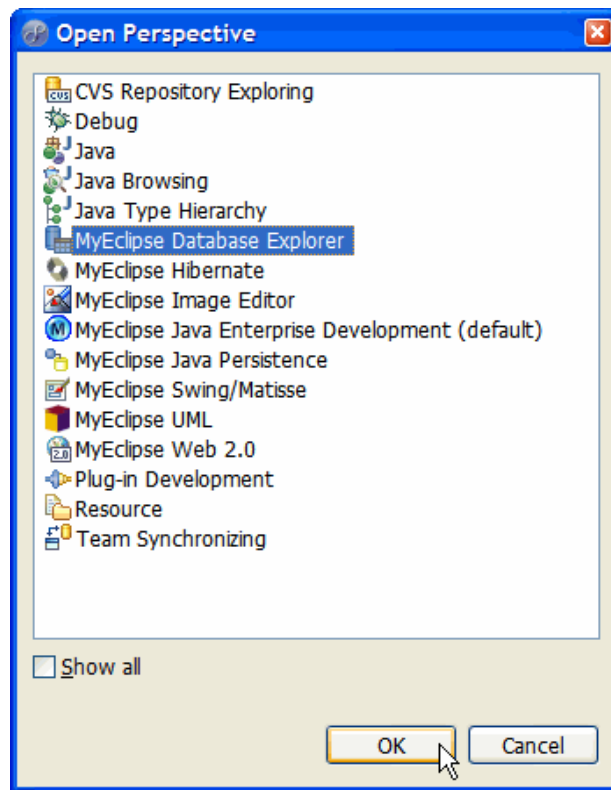 Open Perspective
CVS Repository Exploring
Debug
Java
Java Browsing
Java Type Hierarchy
MyEclipse Database Explorer
MyEclipse Hibernate
MyEclipse Image Editor
MyEclipse Java Enterprise Development (default)
MyEclipse Java Persistence
MyEclipse Swing/Matisse
MyEclipse UML
MyEclipse Web 2.0
Plug-in Development
Resource
Team Synchronizing
Show all
OK Cancel